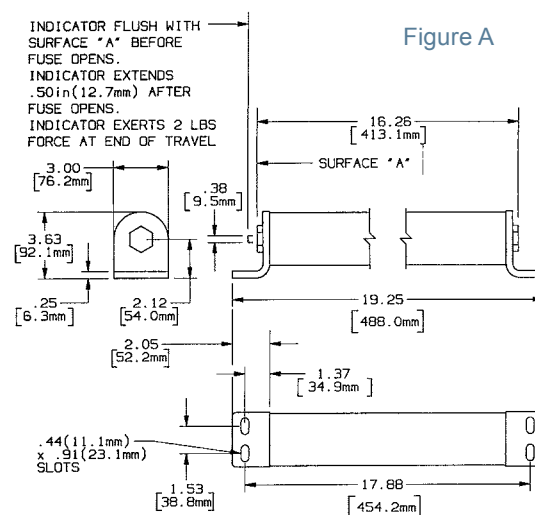 INDICATOR FLUSH WITH
SURFACE "A" BEFORE
FUSE OPENS.
INDICATOR EXTENDS
.50in(12.7mm) AFTER
FUSE OPENS.
INDICATOR EXERTS 2 LBS
FORCE AT END OF TRAVEL
Figure A
16.26
[413.1mm]
SURFACE "A"
3.00
[76.2mm]
.38
[9.5mm]
3.63
[92.1mm]
.25
[6.3mm]
2.12
[54.0mm]
19.25
[488.0mm]
2.05
[52.2mm]
1.37
[34.9mm]
.44(11.1mm)
x .91(23.1mm)
SLOTS
1.53
[38.8mm]
17.88
[454.2mm]